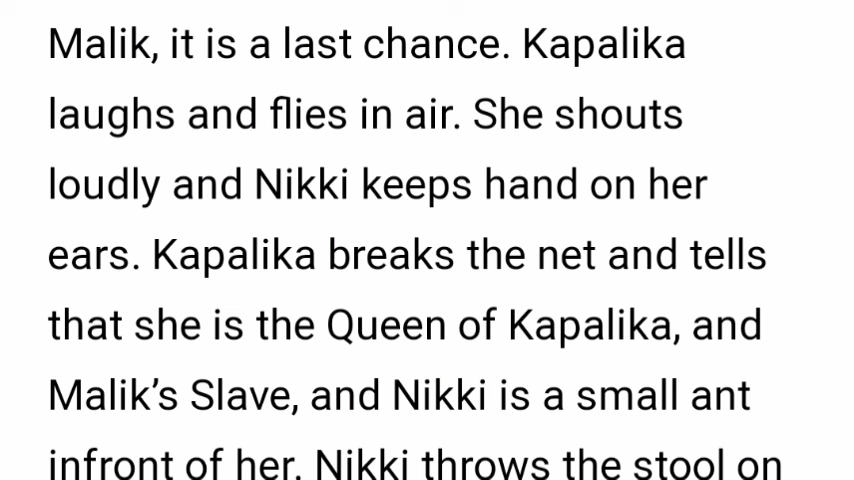 Malik, it is a last chance. Kapalika
laughs and flies in air. She shouts
loudly and Nikki keeps hand on her
ears. Kapalika breaks the net and tells
that she is the Queen of Kapalika, and
Malik’s Slave, and Nikki is a small ant
infront of her. Nikki throws the stool on